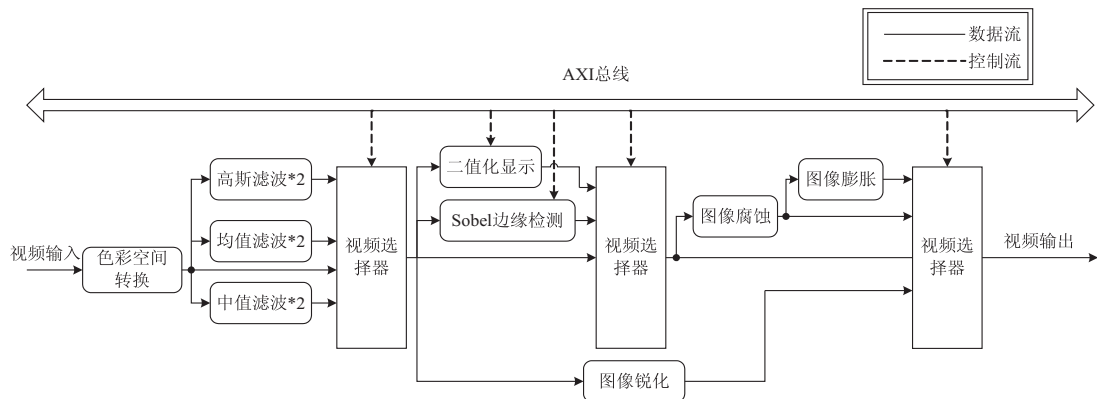 数据流
控制流
AXI总线
二值化显示
高斯滤波*2
图像膨胀
Sobel边缘检测
图像腐蚀
均值滤波*2
视频输入
色彩空间
转换
视频选
择器
视频选
择器
视频选
择器
视频输出
中值滤波*2
图像锐化